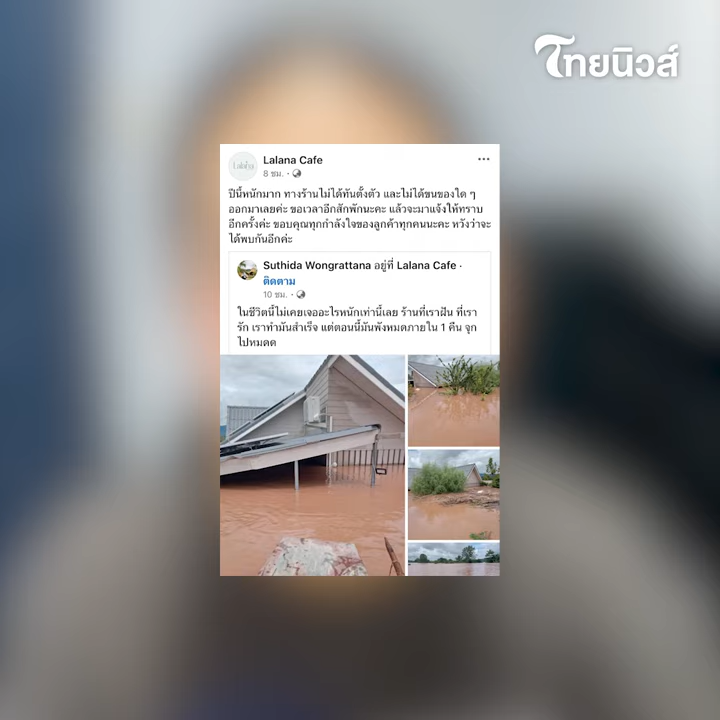 ไทยนิวส์
Lalana Cafe
8 ชม. ·
ปีนี้หนักมาก ทางร้านไม่ได้ทันตั้งตัว และไม่ได้ขนของใด ๆ
ออกมาเลยค่ะ ขอเวลาอีกสักพักนะคะ แล้วจะมาแจ้งให้ทราบ
อีกครั้งค่ะ ขอบคุณทุกกำลังใจของลูกค้าทุกคนนะคะ หวังว่าจะ
ได้พบกันอีกค่ะ
Suthida Wongrattana อยู่ที่ Lalana Cafe ·
ติดตาม
10 ชม. ·
ในชีวิตนี้ไม่เคยเจออะไรหนักเท่านี้เลย ร้านที่เราฝัน ที่เรา
รัก เราทำมันสำเร็จ แต่ตอนนี้มันพังหมดภายใน 1 คืน จุก
ไปหมดด